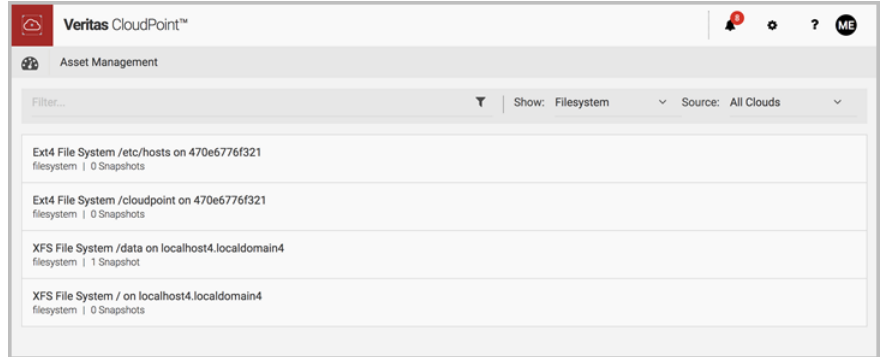 Veritas CloudPoint™
8
?
ME
Asset Management
Filter...
Show: Filesystem
Source: All Clouds
Ext4 File System /etc/hosts on 470e6776f321
filesystem | 0 Snapshots
Ext4 File System /cloudpoint on 470e6776f321
filesystem | 0 Snapshots
XFS File System /data on localhost4.localdomain4
filesystem | 1 Snapshot
XFS File System / on localhost4.localdomain4
filesystem | 0 Snapshots